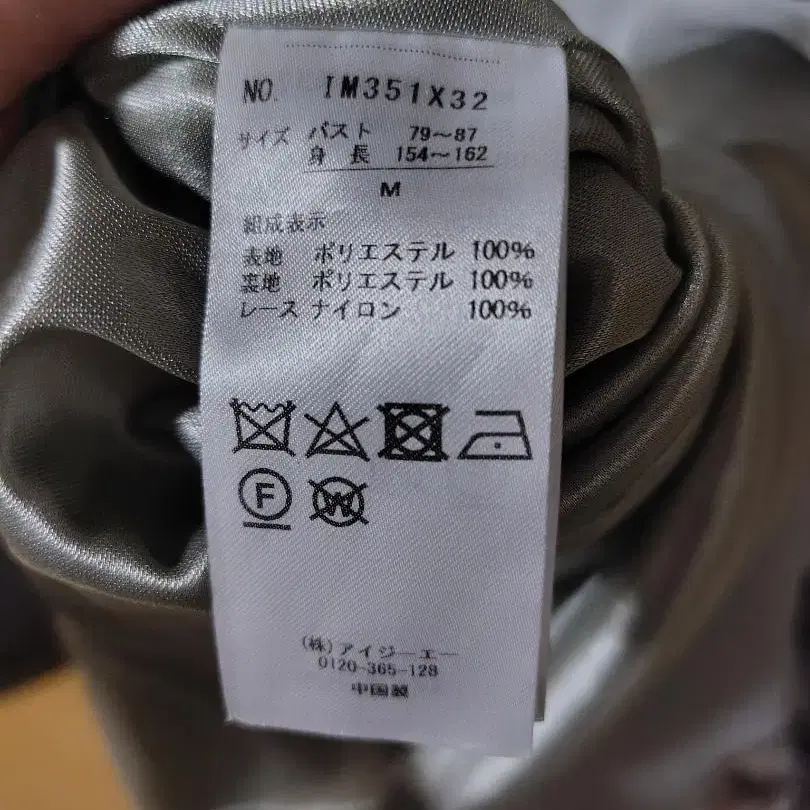 NO. IM351X32
サイズ バスト 79～87
身長 154～162
M
組成表示
表地 ポリエステル 100%
裏地 ポリエステル 100%
レース ナイロン 100%
F W
(株)アイジーエー
0120-365-128
中国製